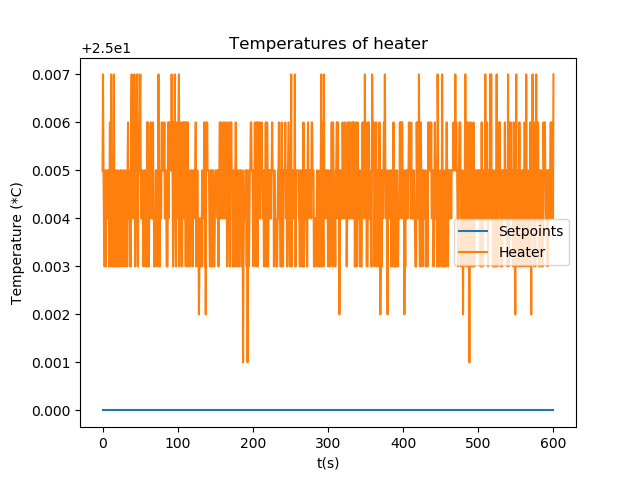 Temperatures of heater
+2.5e1
0.007
0.006
0.005
0.004
0.003
0.002
0.001
0.000
Temperature (*C)
Setpoints
Heater
0 100 200 300 400 500 600
t(s)